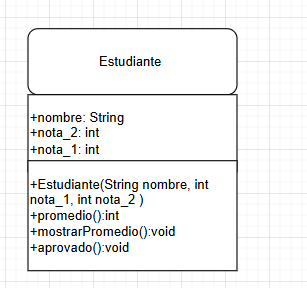 Estudiante
+nombre: String
+nota_2: int
+nota_1: int
+Estudiante(String nombre, int
nota_1, int nota_2 )
+promedio():int
+mostrarPromedio():void
+aprovado():void